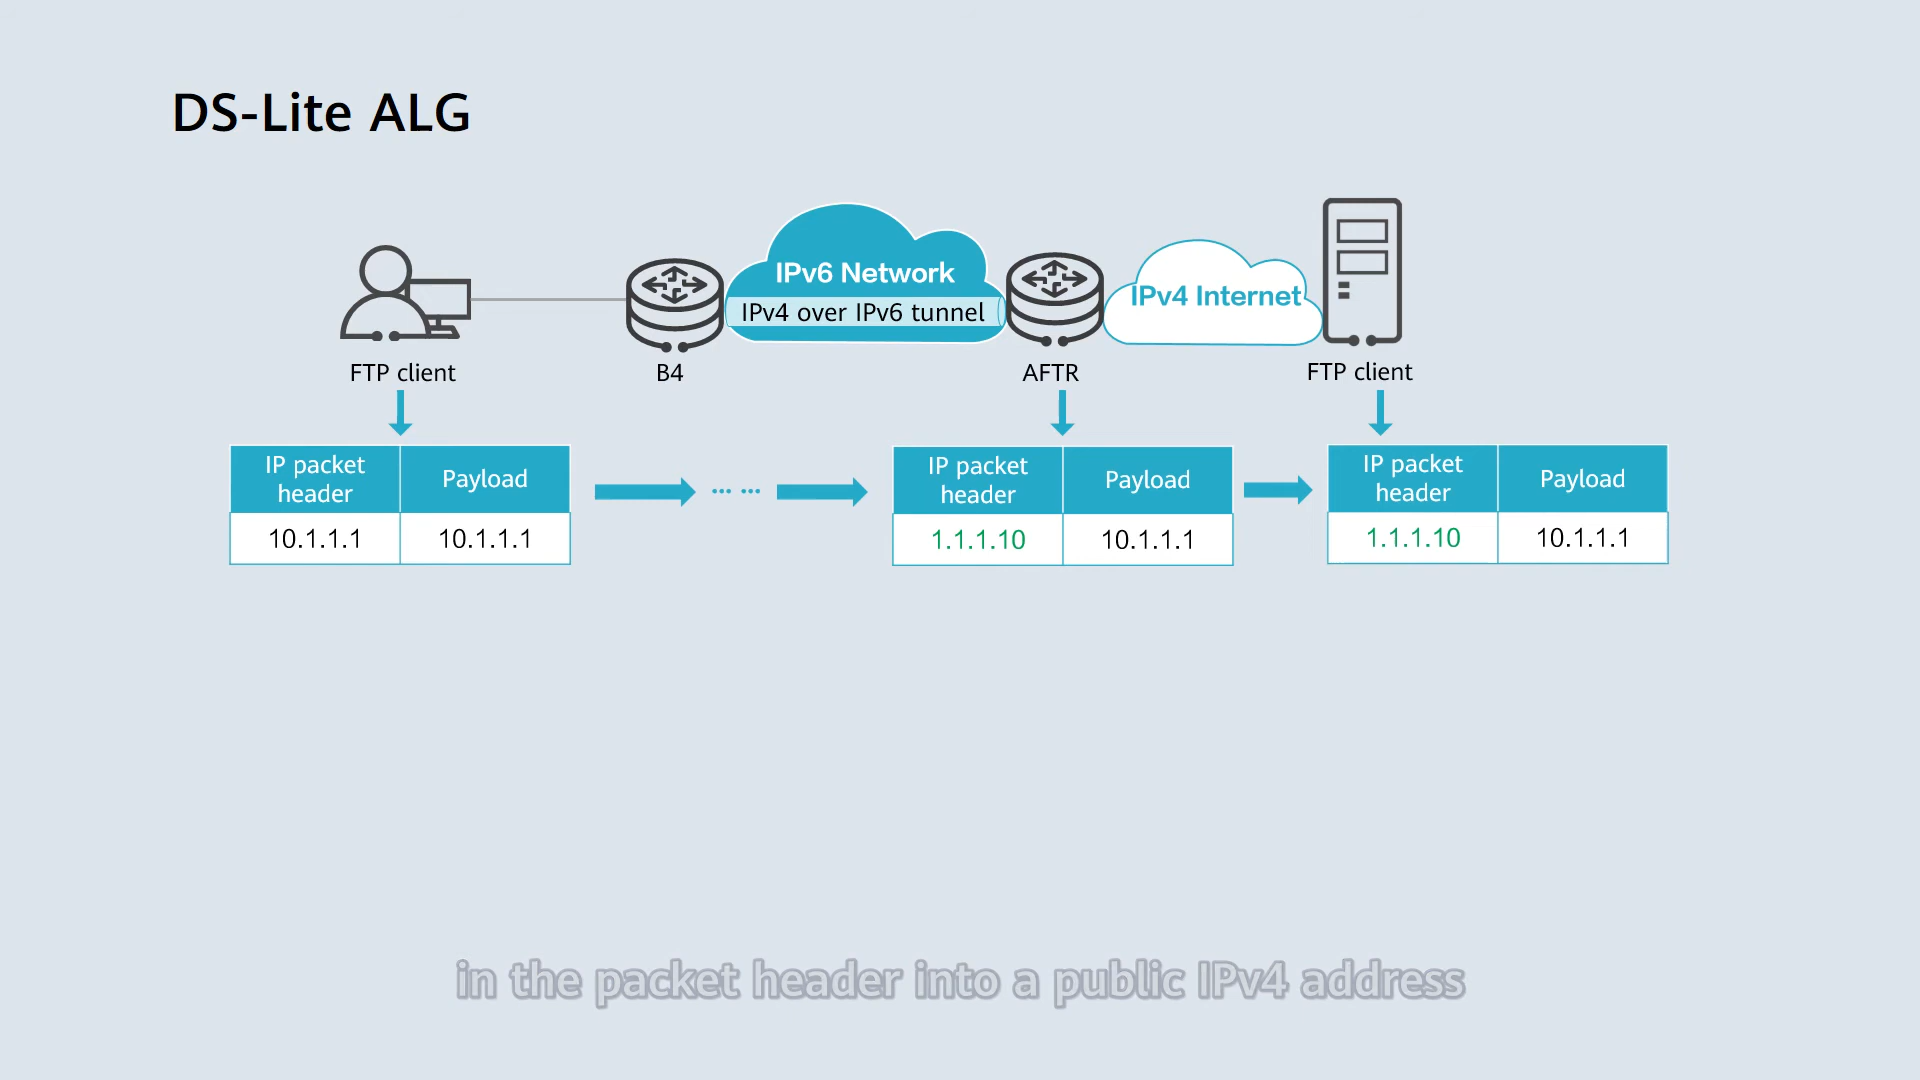 DS-Lite ALG
IPv6 Network
IPv4 over IPv6 tunnel
IPv4 Internet
FTP client
B4
AFTR
FTP client
IP packet
header
Payload
10.1.1.1
10.1.1.1
... ...
IP packet
header
Payload
1.1.1.10
10.1.1.1
IP packet
header
Payload
1.1.1.10
10.1.1.1
in the packet header into a public IPv4 address